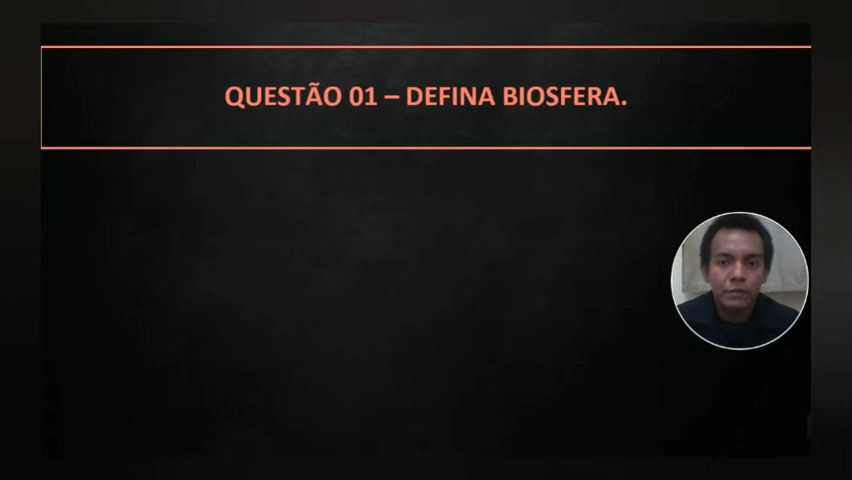 QUESTÃO 01 – DEFINA BIOSFERA.